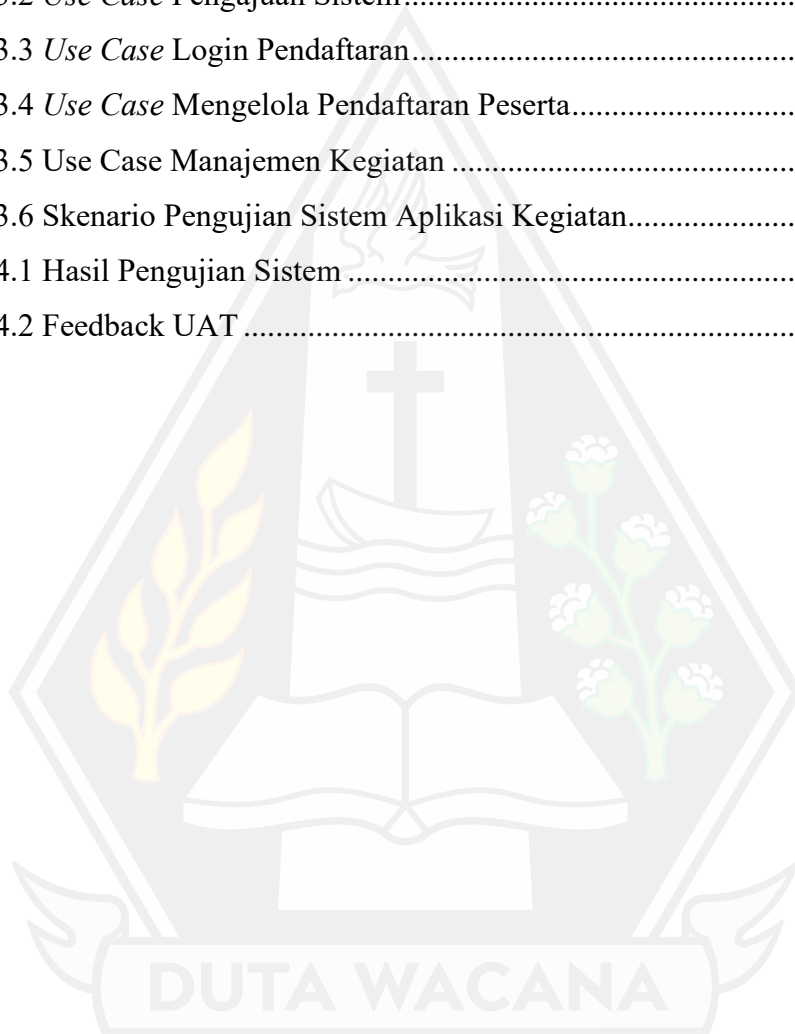 3.2 Use Case Pengajuan Sistem
3.3 Use Case Login Pendaftaran
3.4 Use Case Mengelola Pendaftaran Peserta
3.5 Use Case Manajemen Kegiatan
3.6 Skenario Pengujian Sistem Aplikasi Kegiatan
4.1 Hasil Pengujian Sistem
4.2 Feedback UAT
DUTA WACANA